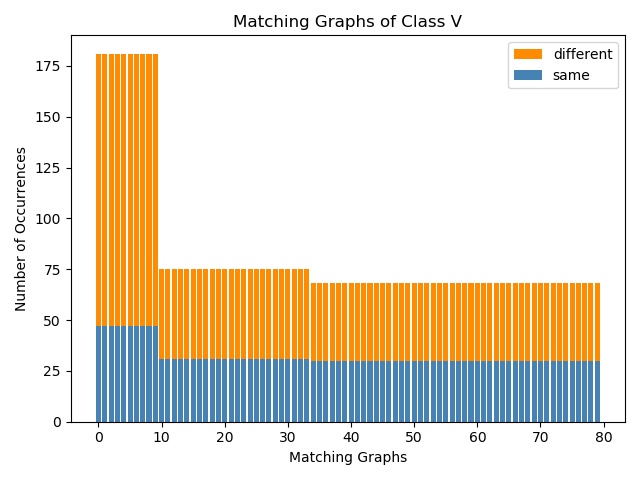 Matching Graphs of Class V
different
same
Number of Occurrences
175
150
125
100
75
50
25
0
0 10 20 30 40 50 60 70 80
Matching Graphs